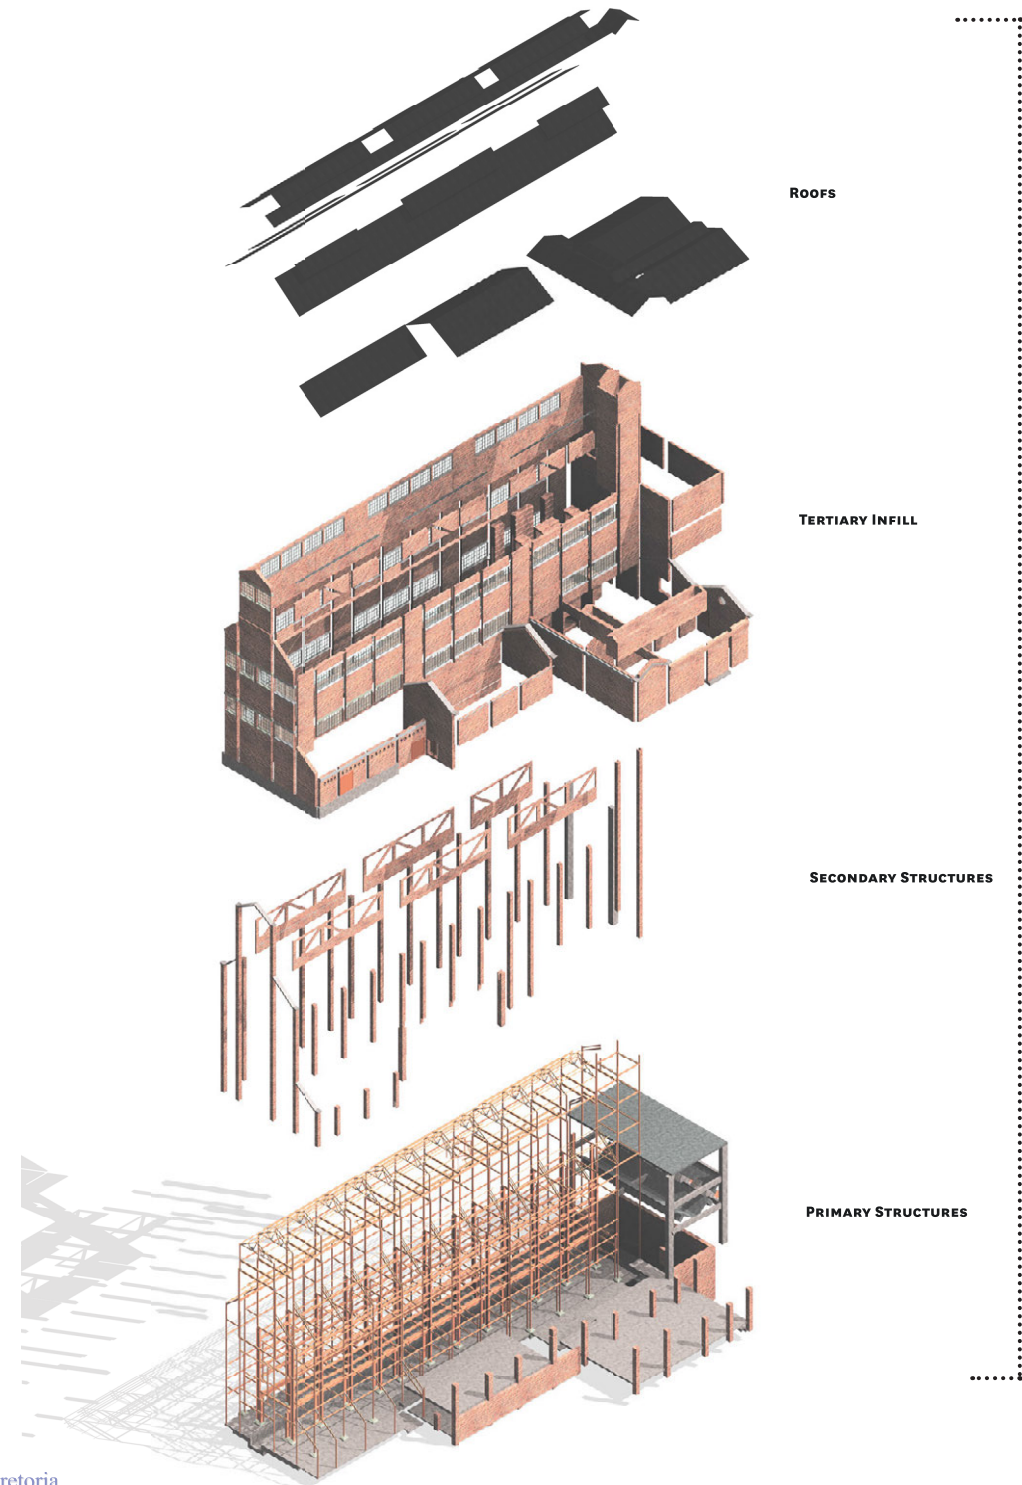 ROOFS
TERTIARY INFILL
SECONDARY STRUCTURES
PRIMARY STRUCTURES
retoria